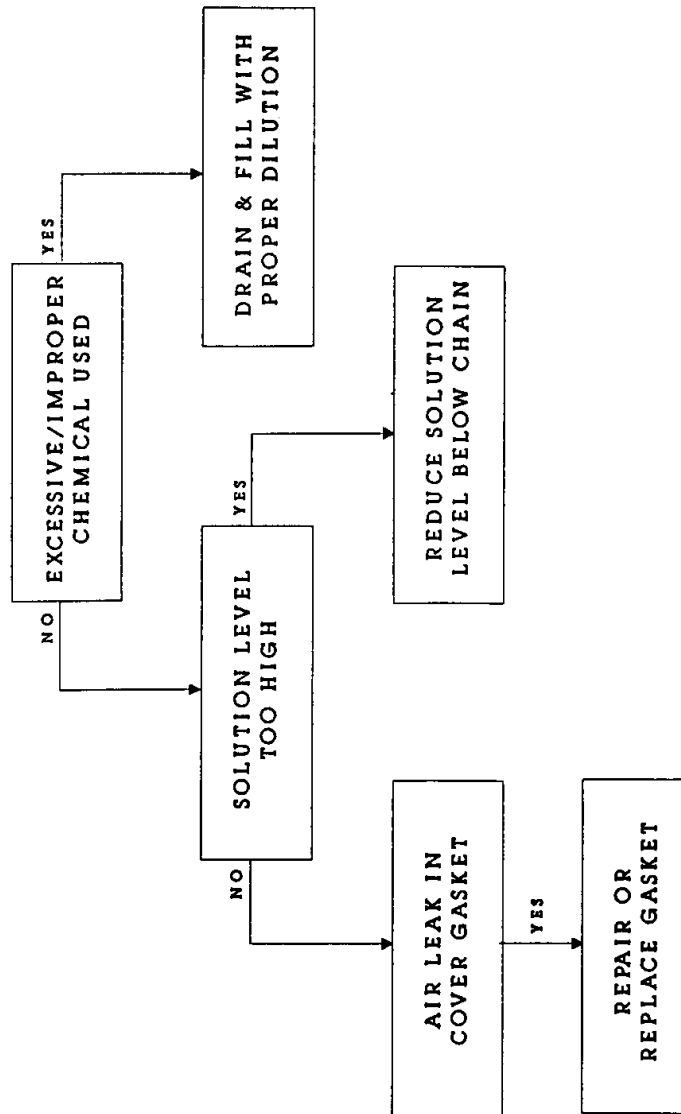 EXCESSIVE/IMPROPER
CHEMICAL USED
NO
YES
SOLUTION LEVEL
TOO HIGH
DRAIN & FILL WITH
PROPER DILUTION
NO
YES
AIR LEAK IN
COVER GASKET
REDUCE SOLUTION
LEVEL BELOW CHAIN
YES
REPAIR OR
REPLACE GASKET